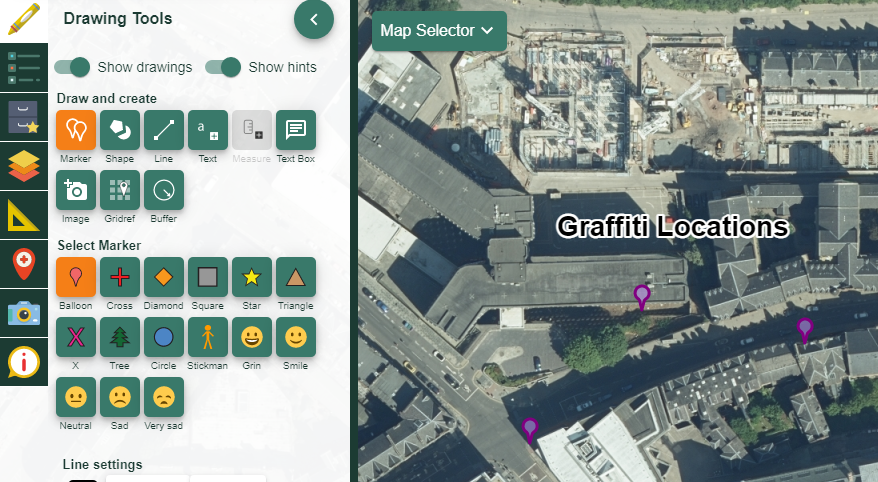 Drawing Tools
Map Selector
Show drawings Show hints
Draw and create
Marker Shape Line Text Measure Text Box
a
Image Gridref Buffer
Graffiti Locations
Select Marker
Balloon Cross Diamond Square Star Triangle
X Tree Circle Stickman Grin Smile
Neutral Sad Very sad
Line settings